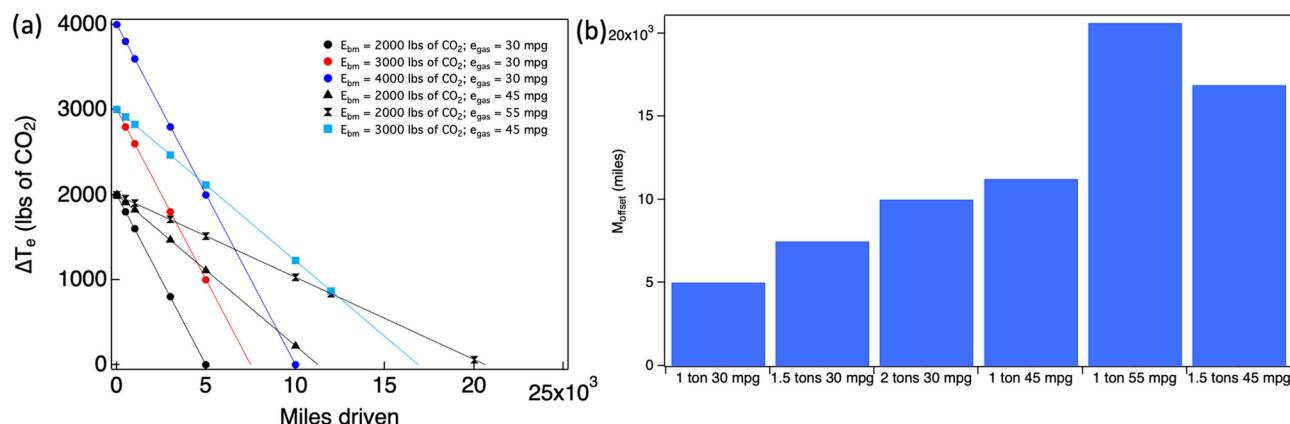 (a)
4000
3000
2000
1000
0
ΔTe (lbs of CO2)
Ebm = 2000 lbs of CO2; egas = 30 mpg
Ebm = 3000 lbs of CO2; egas = 30 mpg
Ebm = 4000 lbs of CO2; egas = 30 mpg
Ebm = 2000 lbs of CO2; egas = 45 mpg
Ebm = 2000 lbs of CO2; egas = 55 mpg
Ebm = 3000 lbs of CO2; egas = 45 mpg
0 5 10 15 20 25x10³
Miles driven
(b)
20x10³
15
10
5
0
Moffset (miles)
1 ton 30 mpg 1.5 tons 30 mpg 2 tons 30 mpg 1 ton 45 mpg 1 ton 55 mpg 1.5 tons 45 mpg